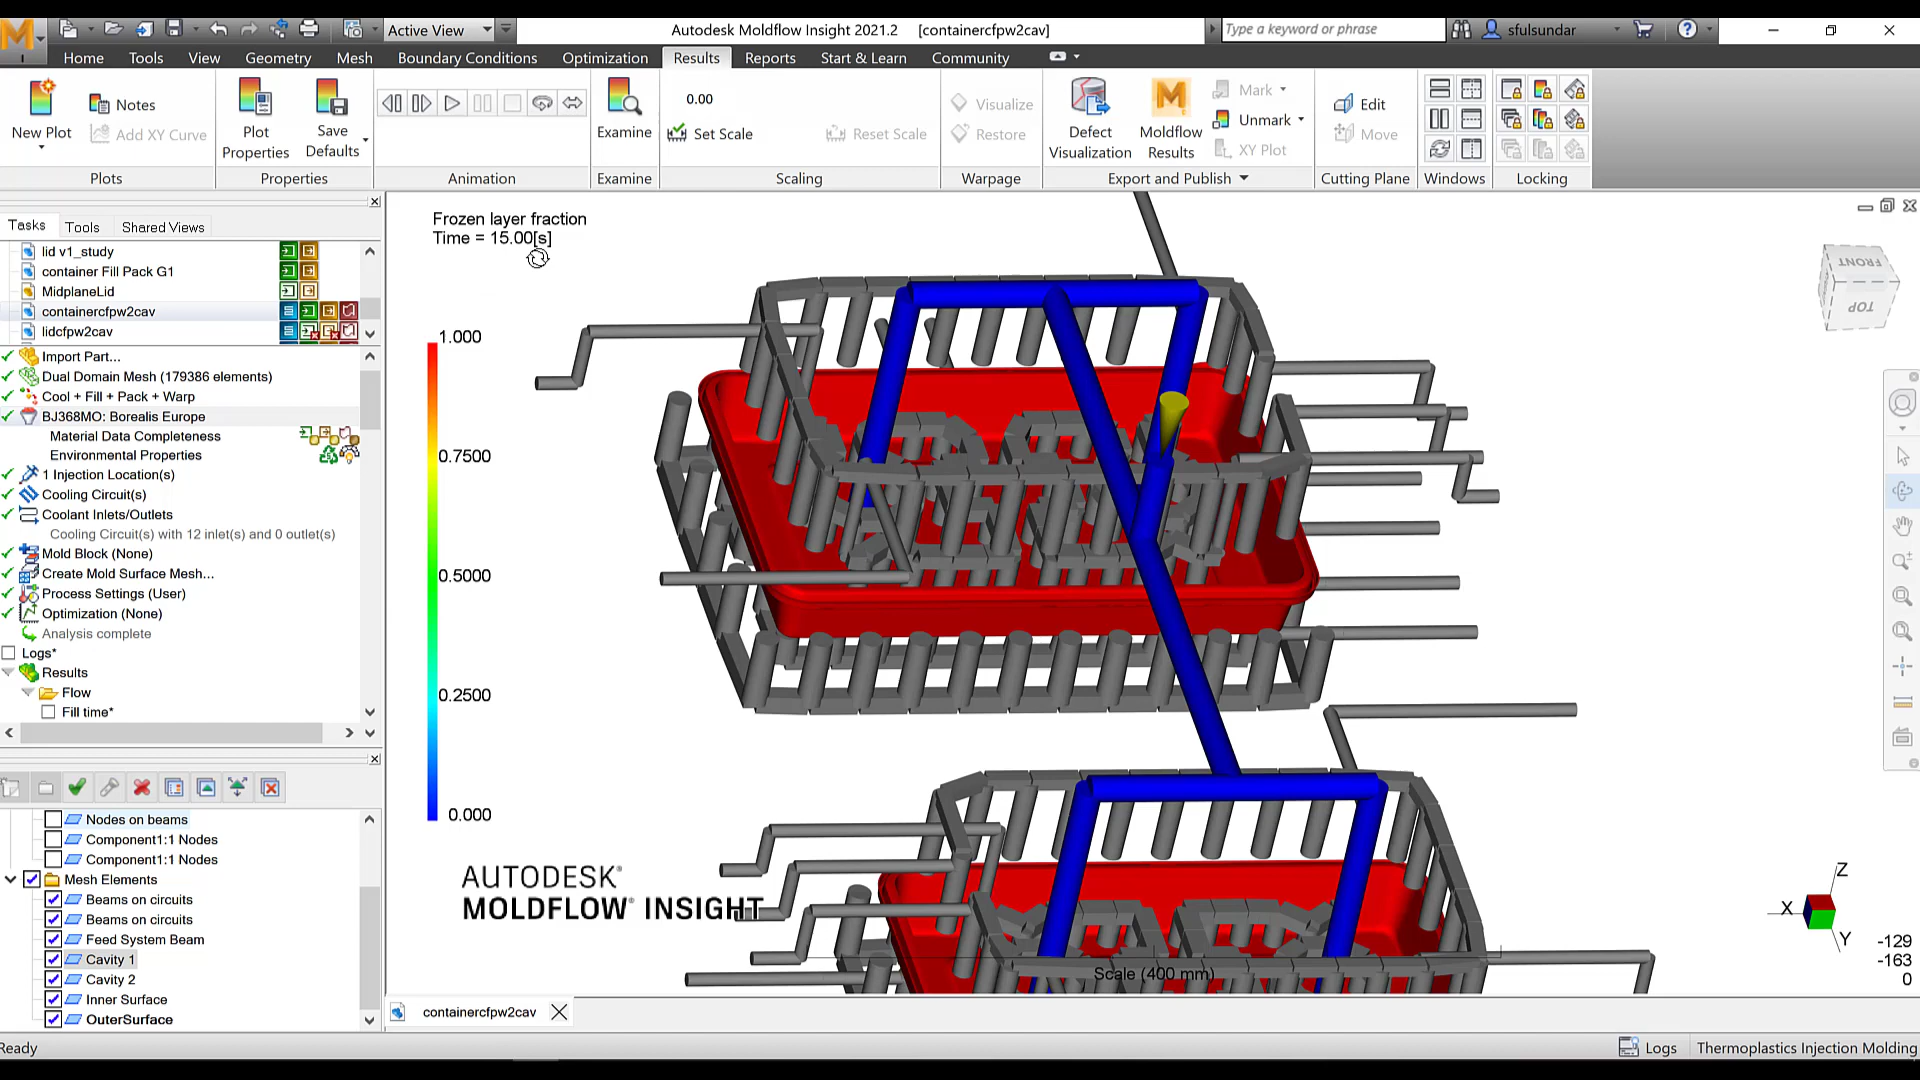 Active View
Autodesk Moldflow Insight 2021.2 [containercfpw2cav]
Type a keyword or phrase
sfulsundar
Home Tools View Geometry Mesh Boundary Conditions Optimization Results Reports Start & Learn Community
New Plot
Notes
Add XY Curve
Plots
Plot Properties
Save Defaults
Properties
Animation
Examine
Examine
0.00
Set Scale
Reset Scale
Scaling
Visualize
Restore
Warpage
Defect Visualization
Moldflow Results
Mark
Unmark
XY Plot
Export and Publish
Edit
Move
Cutting Plane
Windows
Locking
Tasks Tools Shared Views
lid v1_study
container Fill Pack G1
MidplaneLid
containercfpw2cav
lidcfpw2cav
Import Part...
Dual Domain Mesh (179386 elements)
Cool + Fill + Pack + Warp
BJ368MO: Borealis Europe
Material Data Completeness
Environmental Properties
1 Injection Location(s)
Cooling Circuit(s)
Coolant Inlets/Outlets
Cooling Circuit(s) with 12 inlet(s) and 0 outlet(s)
Mold Block (None)
Create Mold Surface Mesh...
Process Settings (User)
Optimization (None)
Analysis complete
Logs*
Results
Flow
Fill time*
Nodes on beams
Component1:1 Nodes
Component1:1 Nodes
Mesh Elements
Beams on circuits
Beams on circuits
Feed System Beam
Cavity 1
Cavity 2
Inner Surface
OuterSurface
Frozen layer fraction
Time = 15.00[s]
1.000
0.7500
0.5000
0.2500
0.000
AUTODESK®
MOLDFLOW® INSIGHT
Scale (400 mm)
FRONT
TOP
Z
X
Y
-129
-163
0
containercfpw2cav
Ready
Logs
Thermoplastics Injection Molding